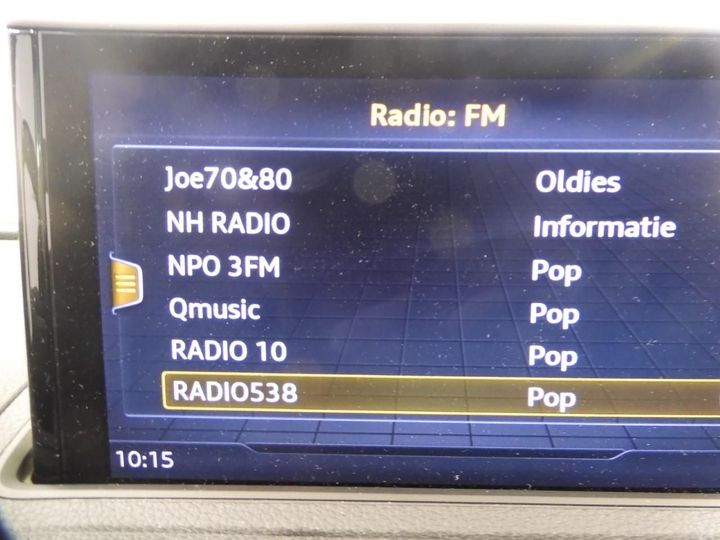 Radio: FM
Joe70&80 Oldies
NH RADIO Informatie
NPO 3FM Pop
Qmusic Pop
RADIO 10 Pop
RADIO538 Pop
10:15